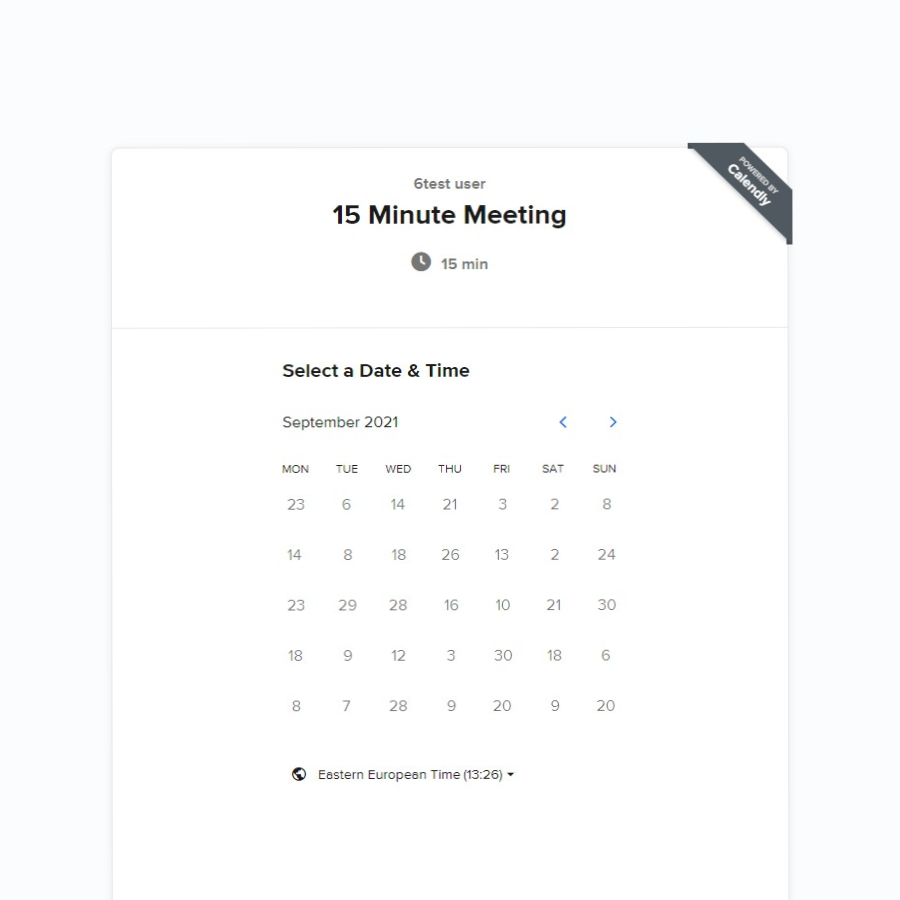 POWERED BY
Calendly
6test user
15 Minute Meeting
15 min
Select a Date & Time
September 2021
MON TUE WED THU FRI SAT SUN
23 6 14 21 3 2 8
14 8 18 26 13 2 24
23 29 28 16 10 21 30
18 9 12 3 30 18 6
8 7 28 9 20 9 20
Eastern European Time (13:26)